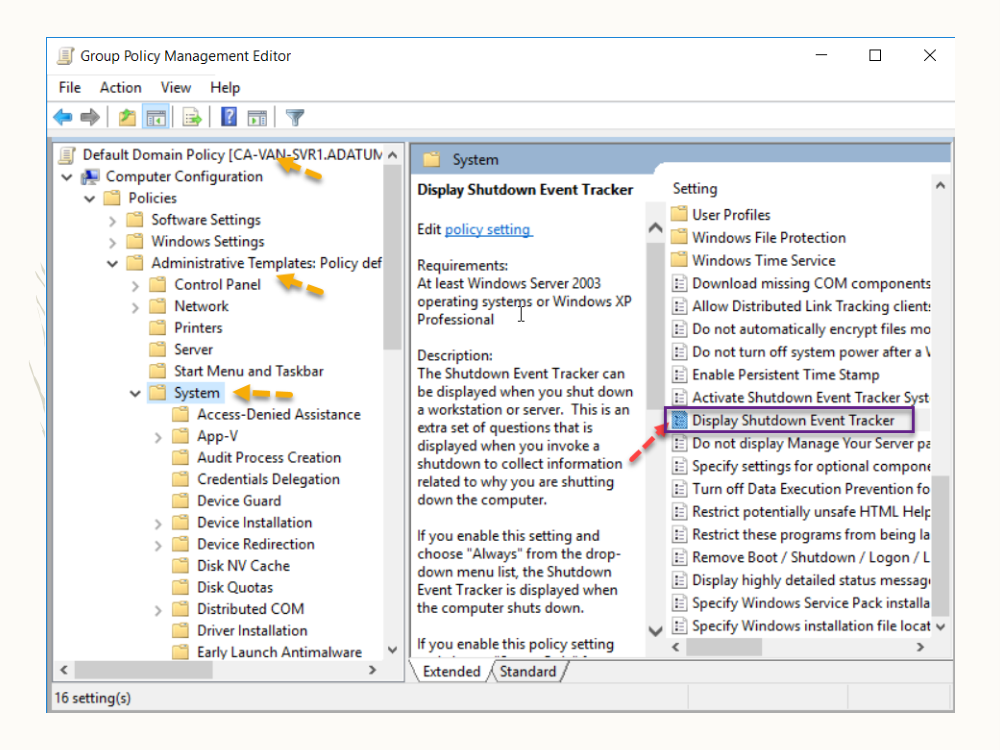 Group Policy Management Editor
File Action View Help
Default Domain Policy [CA-VAN-SVR1.ADATUM
Computer Configuration
Policies
Software Settings
Windows Settings
Administrative Templates: Policy def
Control Panel
Network
Printers
Server
Start Menu and Taskbar
System
Access-Denied Assistance
App-V
Audit Process Creation
Credentials Delegation
Device Guard
Device Installation
Device Redirection
Disk NV Cache
Disk Quotas
Distributed COM
Driver Installation
Early Launch Antimalware
System
Display Shutdown Event Tracker
Edit policy setting
Requirements:
At least Windows Server 2003
operating systems or Windows XP
Professional
Description:
The Shutdown Event Tracker can
be displayed when you shut down
a workstation or server. This is an
extra set of questions that is
displayed when you invoke a
shutdown to collect information
related to why you are shutting
down the computer.
If you enable this setting and
choose "Always" from the drop-
down menu list, the Shutdown
Event Tracker is displayed when
the computer shuts down.
If you enable this policy setting
Setting
User Profiles
Windows File Protection
Windows Time Service
Download missing COM components
Allow Distributed Link Tracking clients
Do not automatically encrypt files mo
Do not turn off system power after a
Enable Persistent Time Stamp
Activate Shutdown Event Tracker Syst
Display Shutdown Event Tracker
Do not display Manage Your Server pa
Specify settings for optional compone
Turn off Data Execution Prevention fo
Restrict potentially unsafe HTML Help
Restrict these programs from being la
Remove Boot / Shutdown / Logon / L
Display highly detailed status messag
Specify Windows Service Pack installa
Specify Windows installation file locat
Extended Standard
16 setting(s)